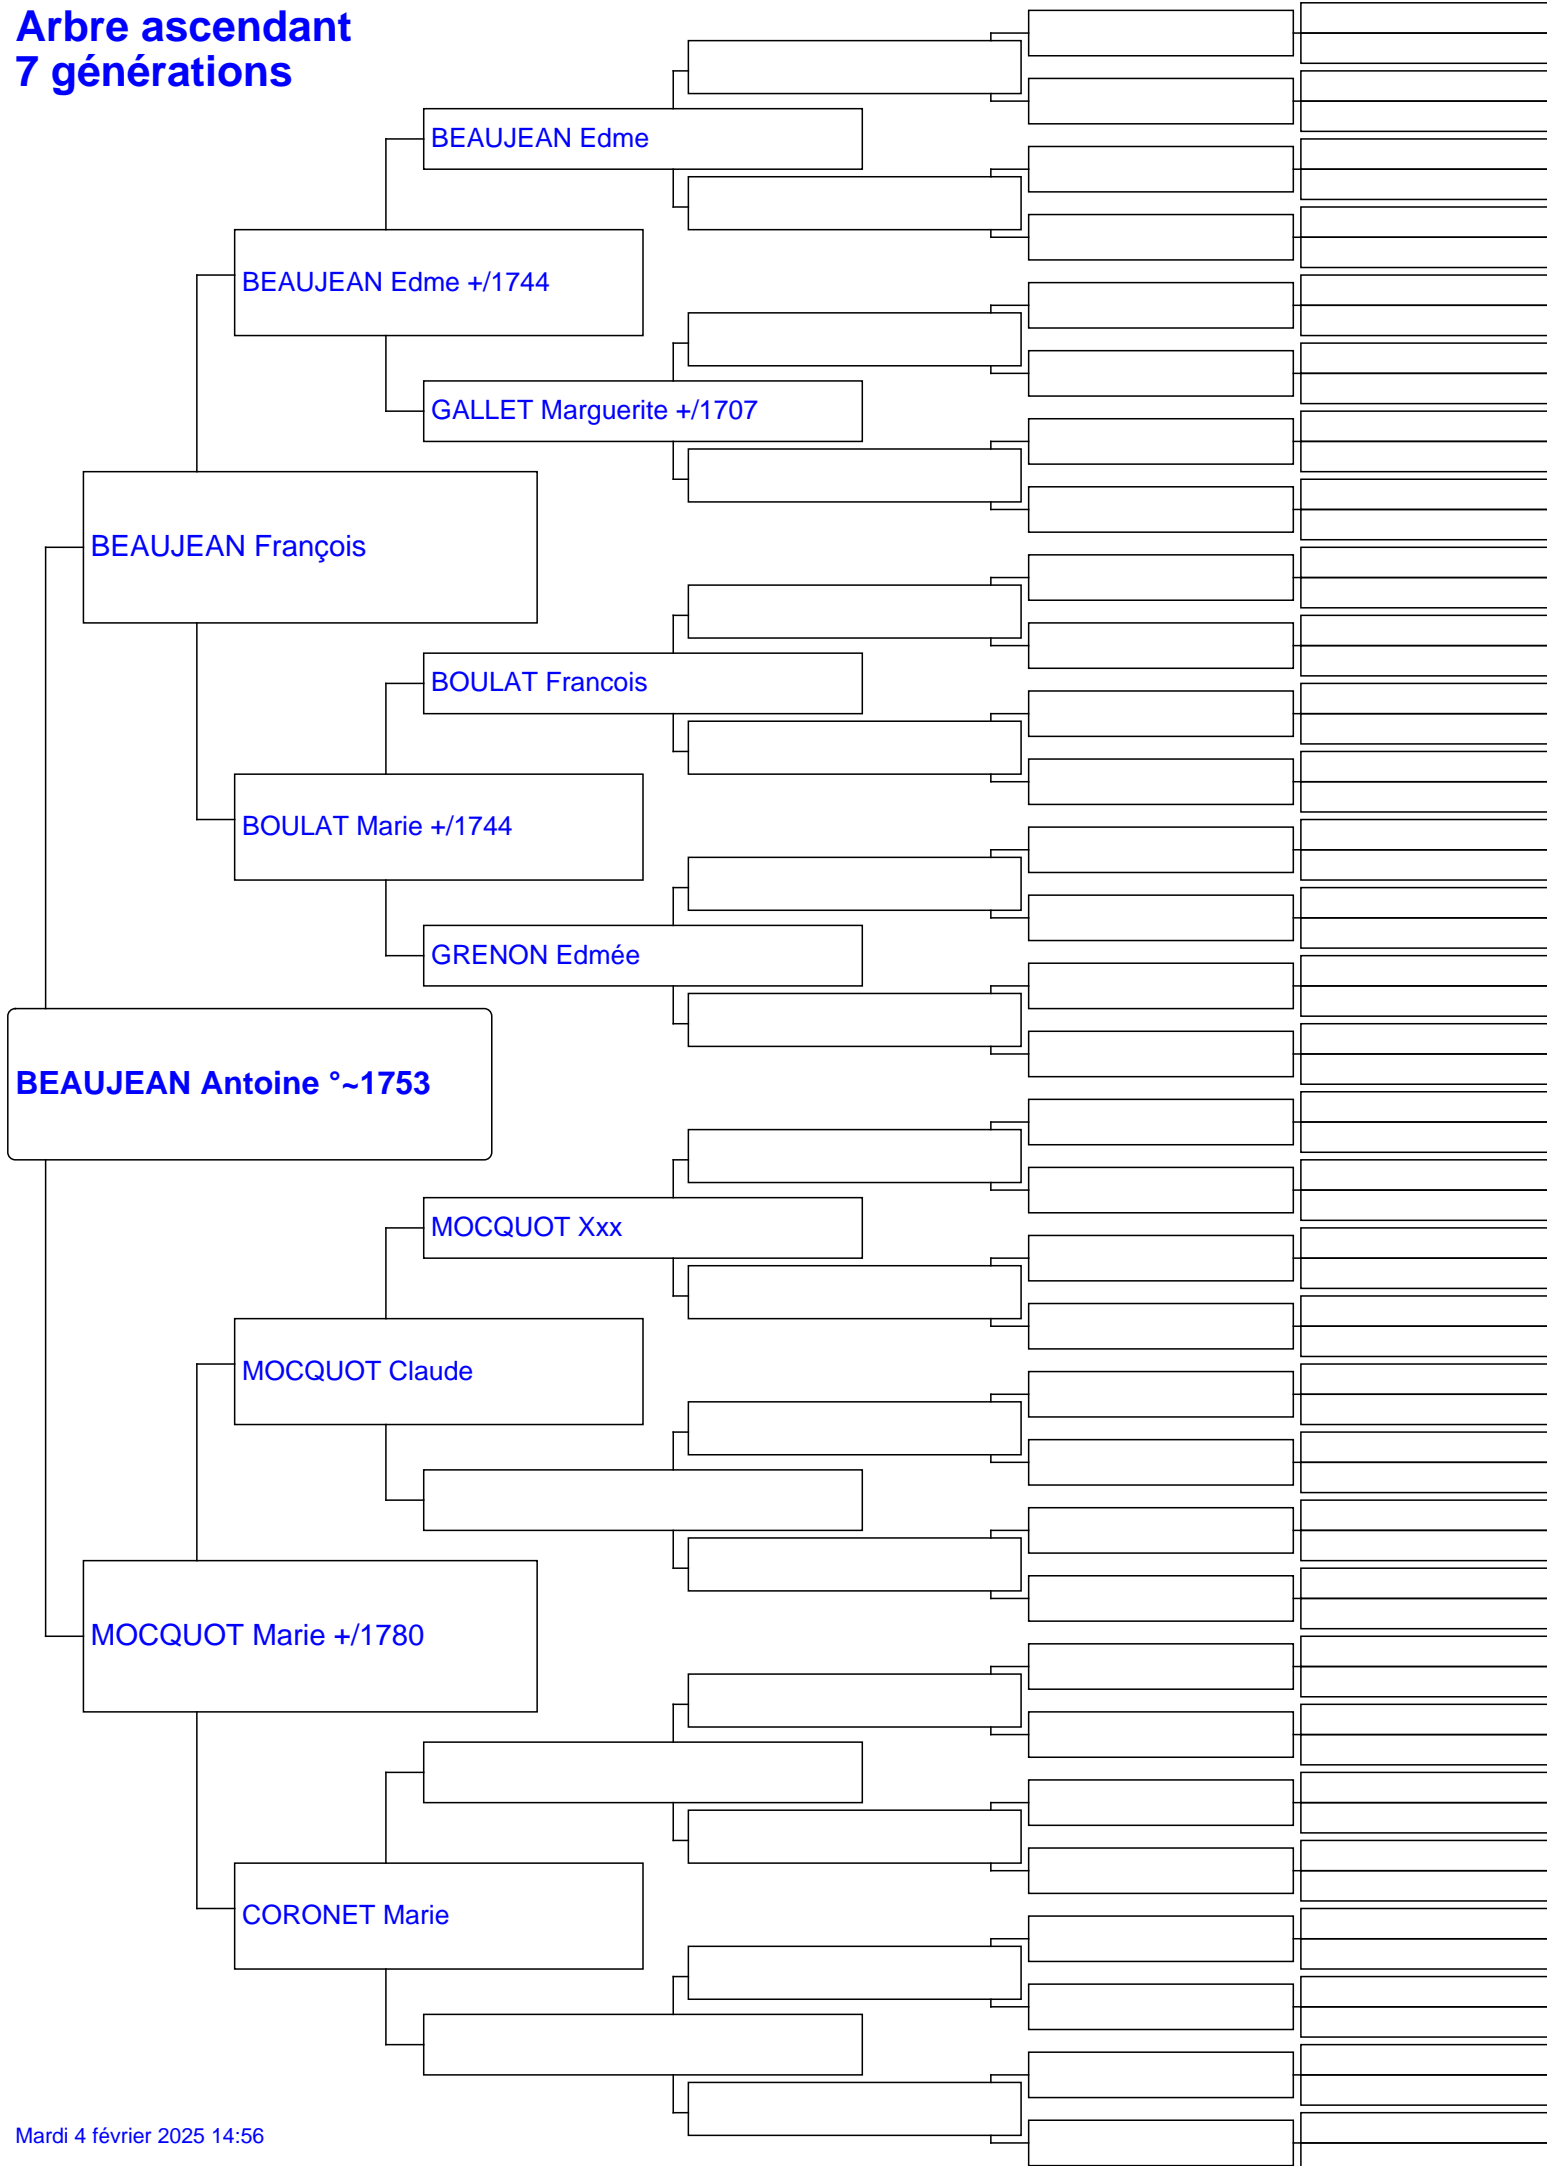 Arbre ascendant
7 générations
BEAUJEAN Edme
BEAUJEAN Edme +/1744
GALLET Marguerite +/1707
BEAUJEAN François
BOULAT Francois
BOULAT Marie +/1744
GRENON Edmée
BEAUJEAN Antoine °~1753
MOCQUOT Xxx
MOCQUOT Claude
MOCQUOT Marie +/1780
CORONET Marie
Mardi 4 février 2025 14:56